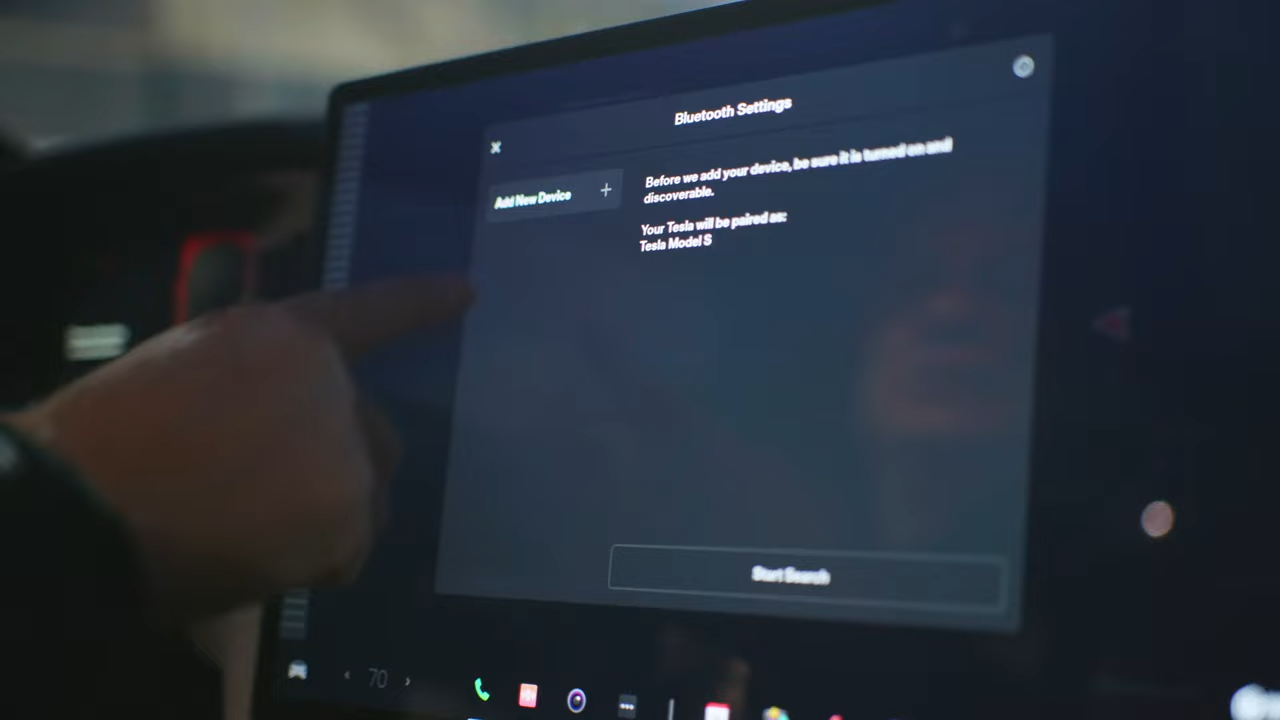 Bluetooth Settings
Add New Device +
Before we add your device, be sure it is turned on and
discoverable.
Your Tesla will be paired as:
Tesla Model S
Start Search
70